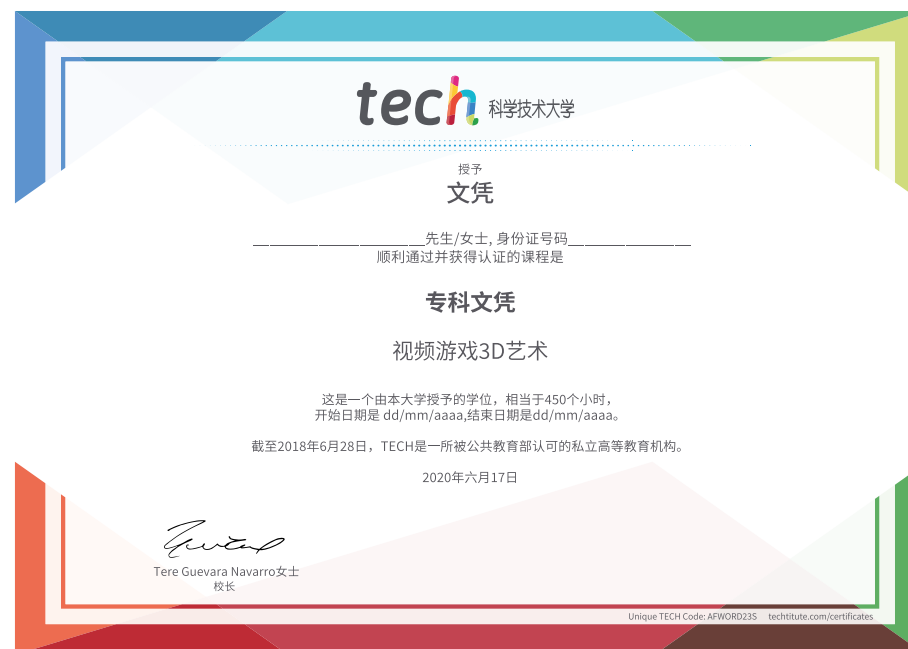 tech 科学技术大学
授予
文凭
______________________先生/女士, 身份证号码_________________
顺利通过并获得认证的课程是
专科文凭
视频游戏3D艺术
这是一个由本大学授予的学位，相当于450个小时，
开始日期是 dd/mm/aaaa,结束日期是dd/mm/aaaa。
截至2018年6月28日，TECH是一所被公共教育部认可的私立高等教育机构。
2020年六月17日
Tere Guevara Navarro女士
校长
Unique TECH Code: AFWORD23S techtitute.com/certificates